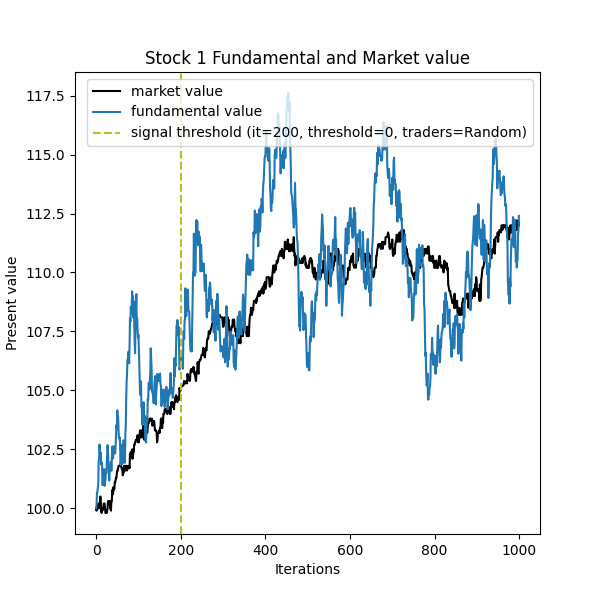 Stock 1 Fundamental and Market value
market value
fundamental value
signal threshold (it=200, threshold=0, traders=Random)
117.5
115.0
112.5
110.0
107.5
105.0
102.5
100.0
Present value
0 200 400 600 800 1000
Iterations